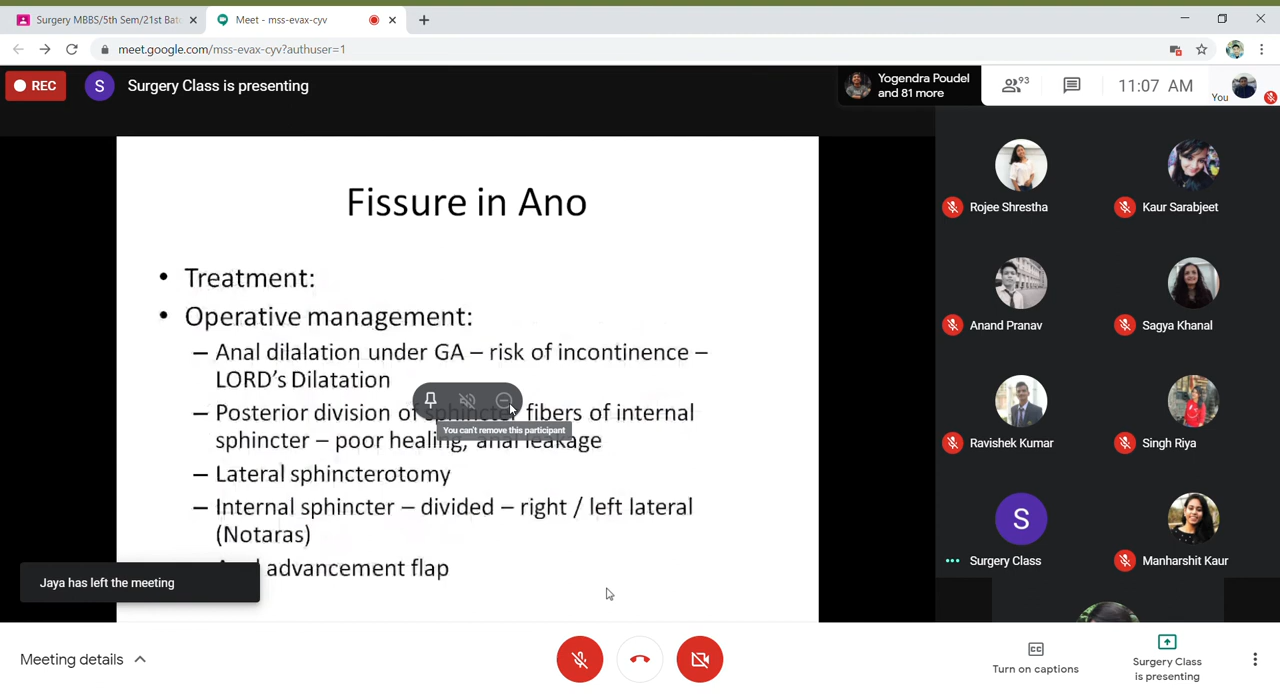 Surgery MBBS/5th Sem/21st Bat
Meet - mss-evax-cyv
meet.google.com/mss-evax-cyv?authuser=1
REC
S
Surgery Class is presenting
Yogendra Poudel
and 81 more
93
11:07 AM
You
Fissure in Ano
• Treatment:
• Operative management:
– Anal dilalation under GA – risk of incontinence –
LORD's Dilatation
– Posterior division of sphincter fibers of internal
sphincter – poor healing, anal leakage
You can't remove this participant
– Lateral sphincterotomy
– Internal sphincter – divided – right / left lateral
(Notaras)
advancement flap
Jaya has left the meeting
Rojee Shrestha
Kaur Sarabjeet
Anand Pranav
Sagya Khanal
Ravishek Kumar
Singh Riya
S
Surgery Class
Manharshit Kaur
Meeting details
CC
Turn on captions
Surgery Class
is presenting